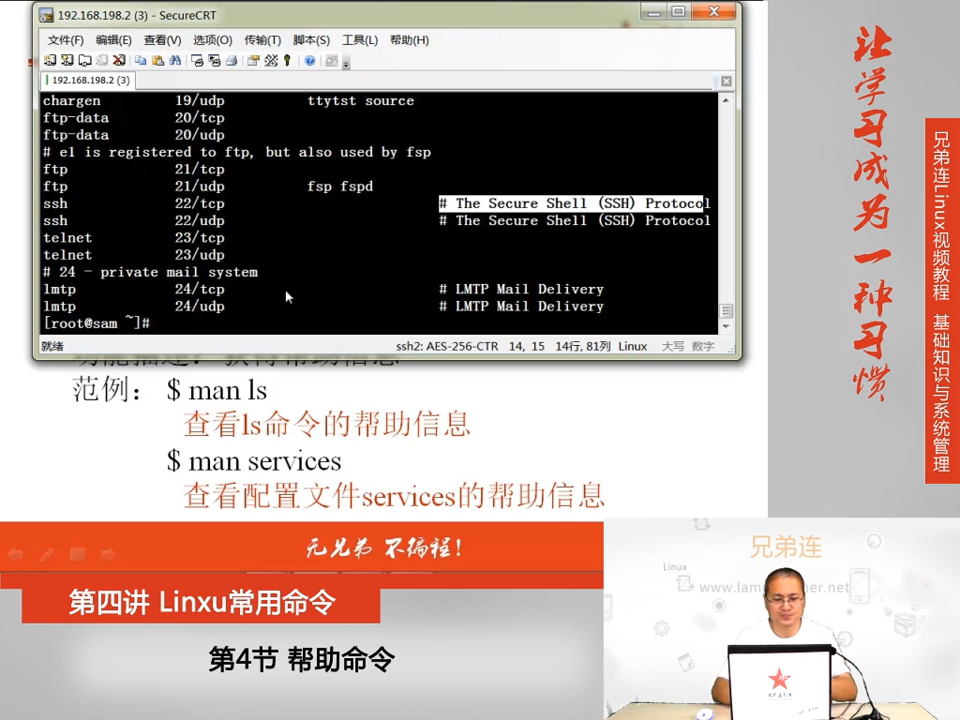 192.168.198.2 (3) - SecureCRT
文件(F) 编辑(E) 查看(V) 选项(O) 传输(T) 脚本(S) 工具(L) 帮助(H)
192.168.198.2 (3)
chargen 19/udp ttytst source
ftp-data 20/tcp
ftp-data 20/udp
# el is registered to ftp, but also used by fsp
ftp 21/tcp
ftp 21/udp fsp fspd
ssh 22/tcp # The Secure Shell (SSH) Protocol
ssh 22/udp # The Secure Shell (SSH) Protocol
telnet 23/tcp
telnet 23/udp
# 24 - private mail system
lmtp 24/tcp # LMTP Mail Delivery
lmtp 24/udp # LMTP Mail Delivery
[root@sam ~]#
就绪 ssh2: AES-256-CTR 14, 15 14行, 81列 Linux 大写 数字
功能描述：获得帮助信息
范例： $ man ls
查看ls命令的帮助信息
$ man services
查看配置文件services的帮助信息
无兄弟 不编程！
第四讲 Linxu常用命令
第4节 帮助命令
让学习成为一种习惯
兄弟连Linux视频教程 基础知识与系统管理
兄弟连
Linux